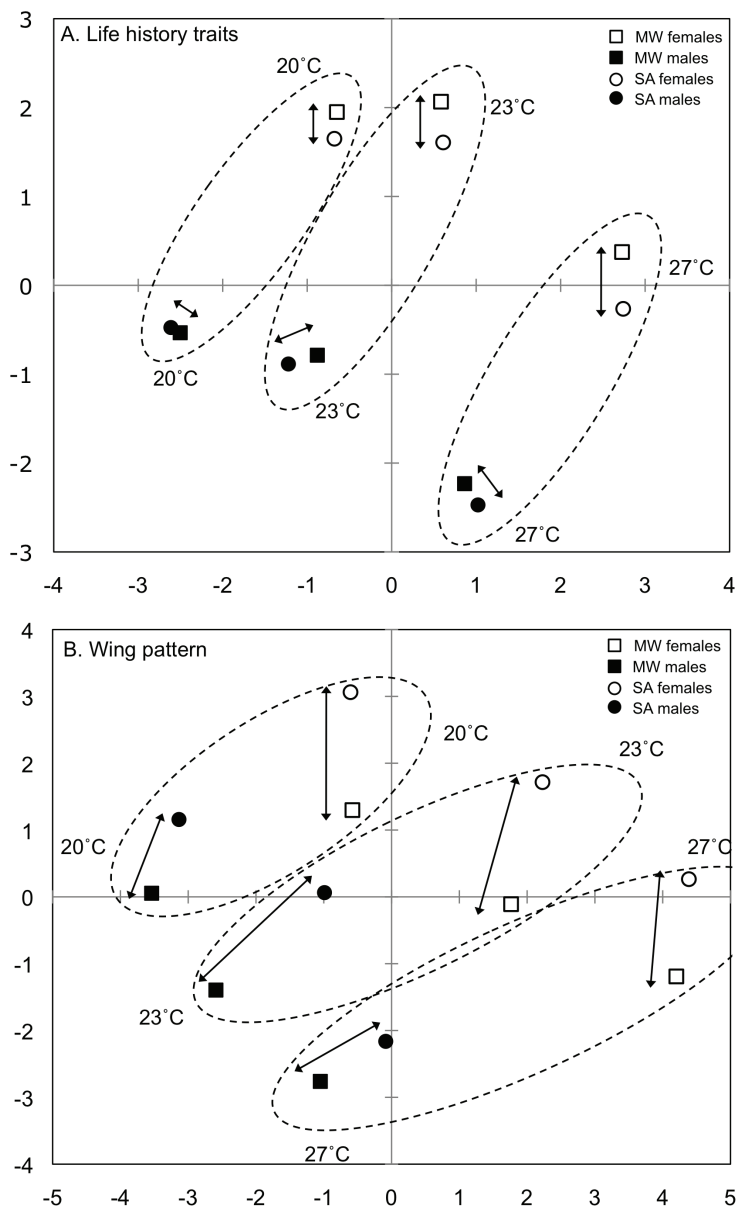 3
A. Life history traits
MW females
MW males
SA females
SA males
20˚C
23˚C
2
1
27˚C
0
20˚C
-1
23˚C
-2
27˚C
-3
-4 -3 -2 -1 0 1 2 3 4
4
B. Wing pattern
MW females
MW males
SA females
SA males
3
20˚C
23˚C
2
1
20˚C
27˚C
0
-1
23˚C
-2
-3
27˚C
-4
-5 -4 -3 -2 -1 0 1 2 3 4 5